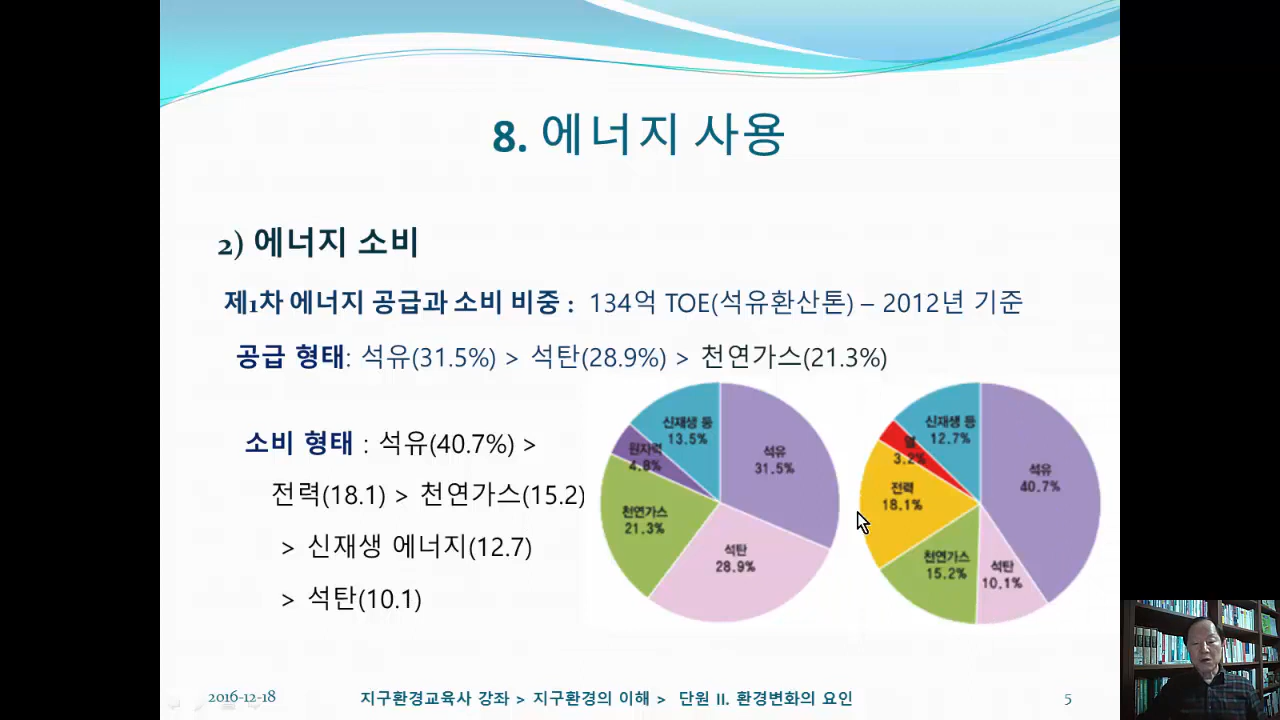 8. 에너지 사용
2) 에너지 소비
제1차 에너지 공급과 소비 비중 : 134억 TOE(석유환산톤) – 2012년 기준
공급 형태: 석유(31.5%) > 석탄(28.9%) > 천연가스(21.3%)
소비 형태 : 석유(40.7%) >
전력(18.1) > 천연가스(15.2)
> 신재생 에너지(12.7)
> 석탄(10.1)
신재생 등
13.5%
원자력
4.8%
석유
31.5%
천연가스
21.3%
석탄
28.9%
신재생 등
12.7%
열
3.2%
석유
40.7%
전력
18.1%
천연가스
15.2%
석탄
10.1%
2016-12-18
지구환경교육사 강좌 > 지구환경의 이해 > 단원 II. 환경변화의 요인
5